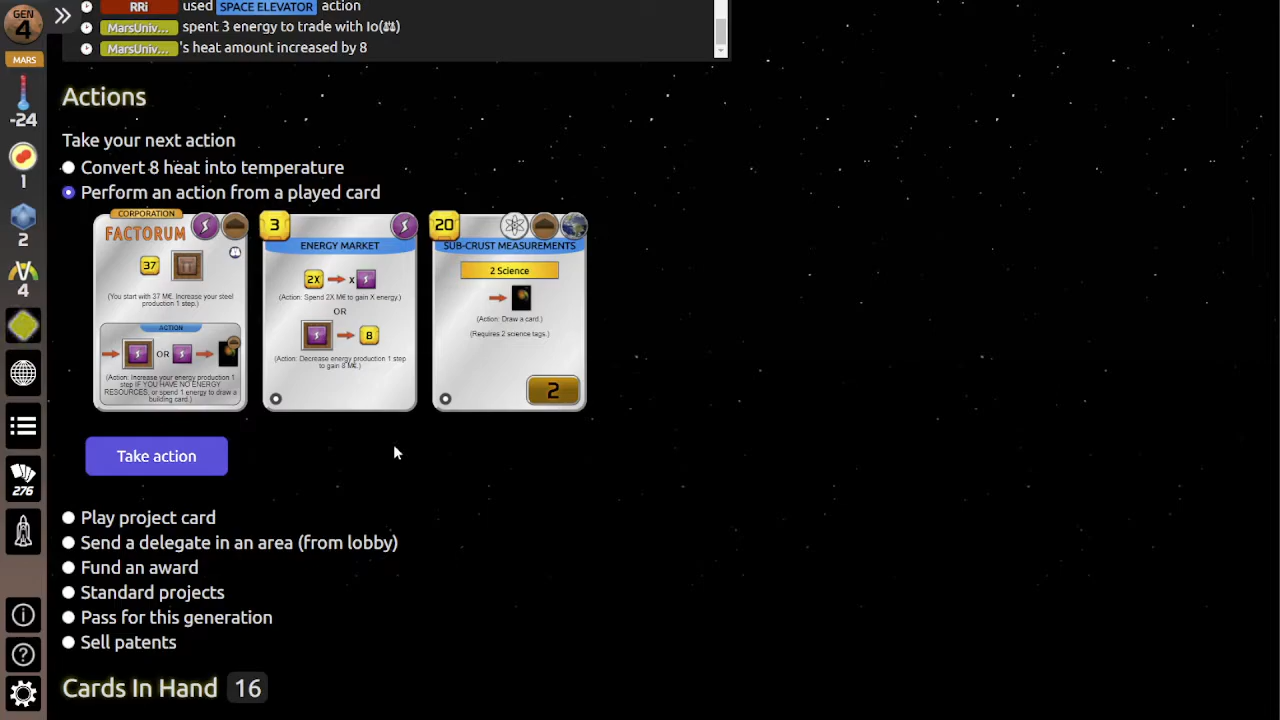 GEN
4
MARS
-24
1
2
4
276
RRi used SPACE ELEVATOR action
MarsUniv... spent 3 energy to trade with Io
MarsUniv... 's heat amount increased by 8
Actions
Take your next action
Convert 8 heat into temperature
Perform an action from a played card
CORPORATION
FACTORUM
37
(You start with 37 M€. Increase your steel
production 1 step.)
ACTION
OR
(Action: Increase your energy production 1
step IF YOU HAVE NO ENERGY
RESOURCES, or spend 1 energy to draw a
building card.)
3
ENERGY MARKET
2X x
(Action: Spend 2X M€ to gain X energy.)
OR
8
(Action: Decrease energy production 1 step
to gain 8 M€.)
20
SUB-CRUST MEASUREMENTS
2 Science
(Action: Draw a card.)
(Requires 2 science tags.)
2
Take action
Play project card
Send a delegate in an area (from lobby)
Fund an award
Standard projects
Pass for this generation
Sell patents
Cards In Hand 16